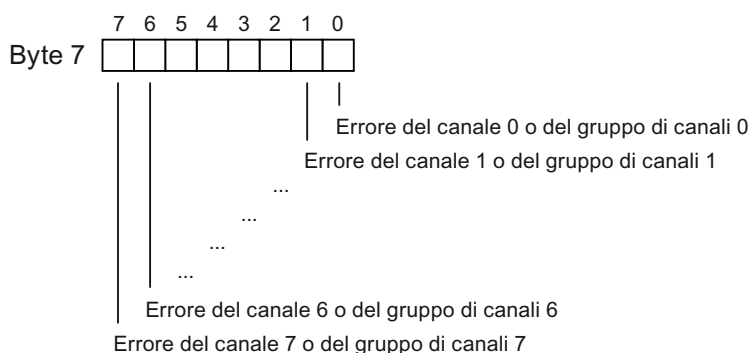 7 6 5 4 3 2 1 0
Byte 7
Errore del canale 0 o del gruppo di canali 0
Errore del canale 1 o del gruppo di canali 1
...
...
...
...
Errore del canale 6 o del gruppo di canali 6
Errore del canale 7 o del gruppo di canali 7